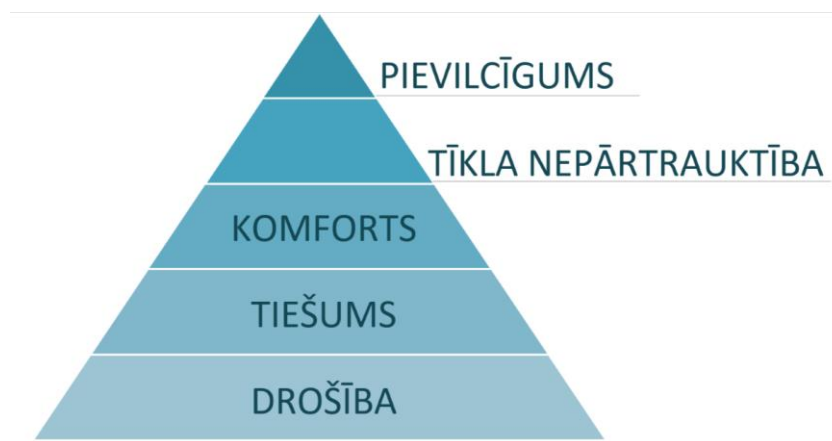 PIEVILCĪGUMS
TĪKLA NEPĀRTRAUKTĪBA
KOMFORTS
TIEŠUMS
DROŠĪBA